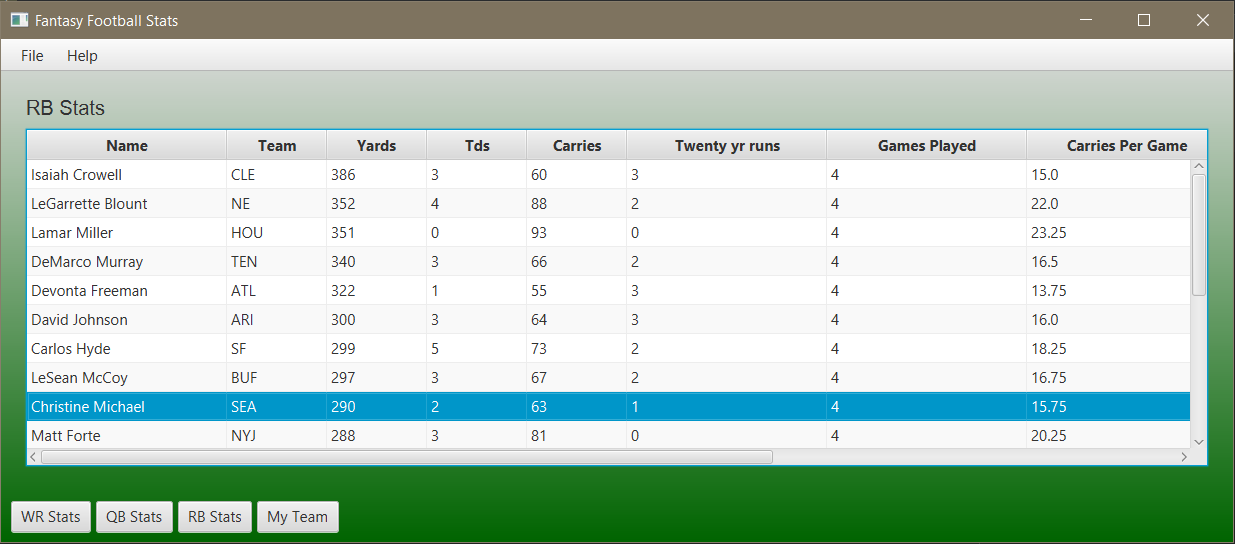 Fantasy Football Stats
File Help
RB Stats
Name Team Yards Tds Carries Twenty yr runs Games Played Carries Per Game
Isaiah Crowell CLE 386 3 60 3 4 15.0
LeGarrette Blount NE 352 4 88 2 4 22.0
Lamar Miller HOU 351 0 93 0 4 23.25
DeMarco Murray TEN 340 3 66 2 4 16.5
Devonta Freeman ATL 322 1 55 3 4 13.75
David Johnson ARI 300 3 64 3 4 16.0
Carlos Hyde SF 299 5 73 2 4 18.25
LeSean McCoy BUF 297 3 67 2 4 16.75
Christine Michael SEA 290 2 63 1 4 15.75
Matt Forte NYJ 288 3 81 0 4 20.25
WR Stats QB Stats RB Stats My Team